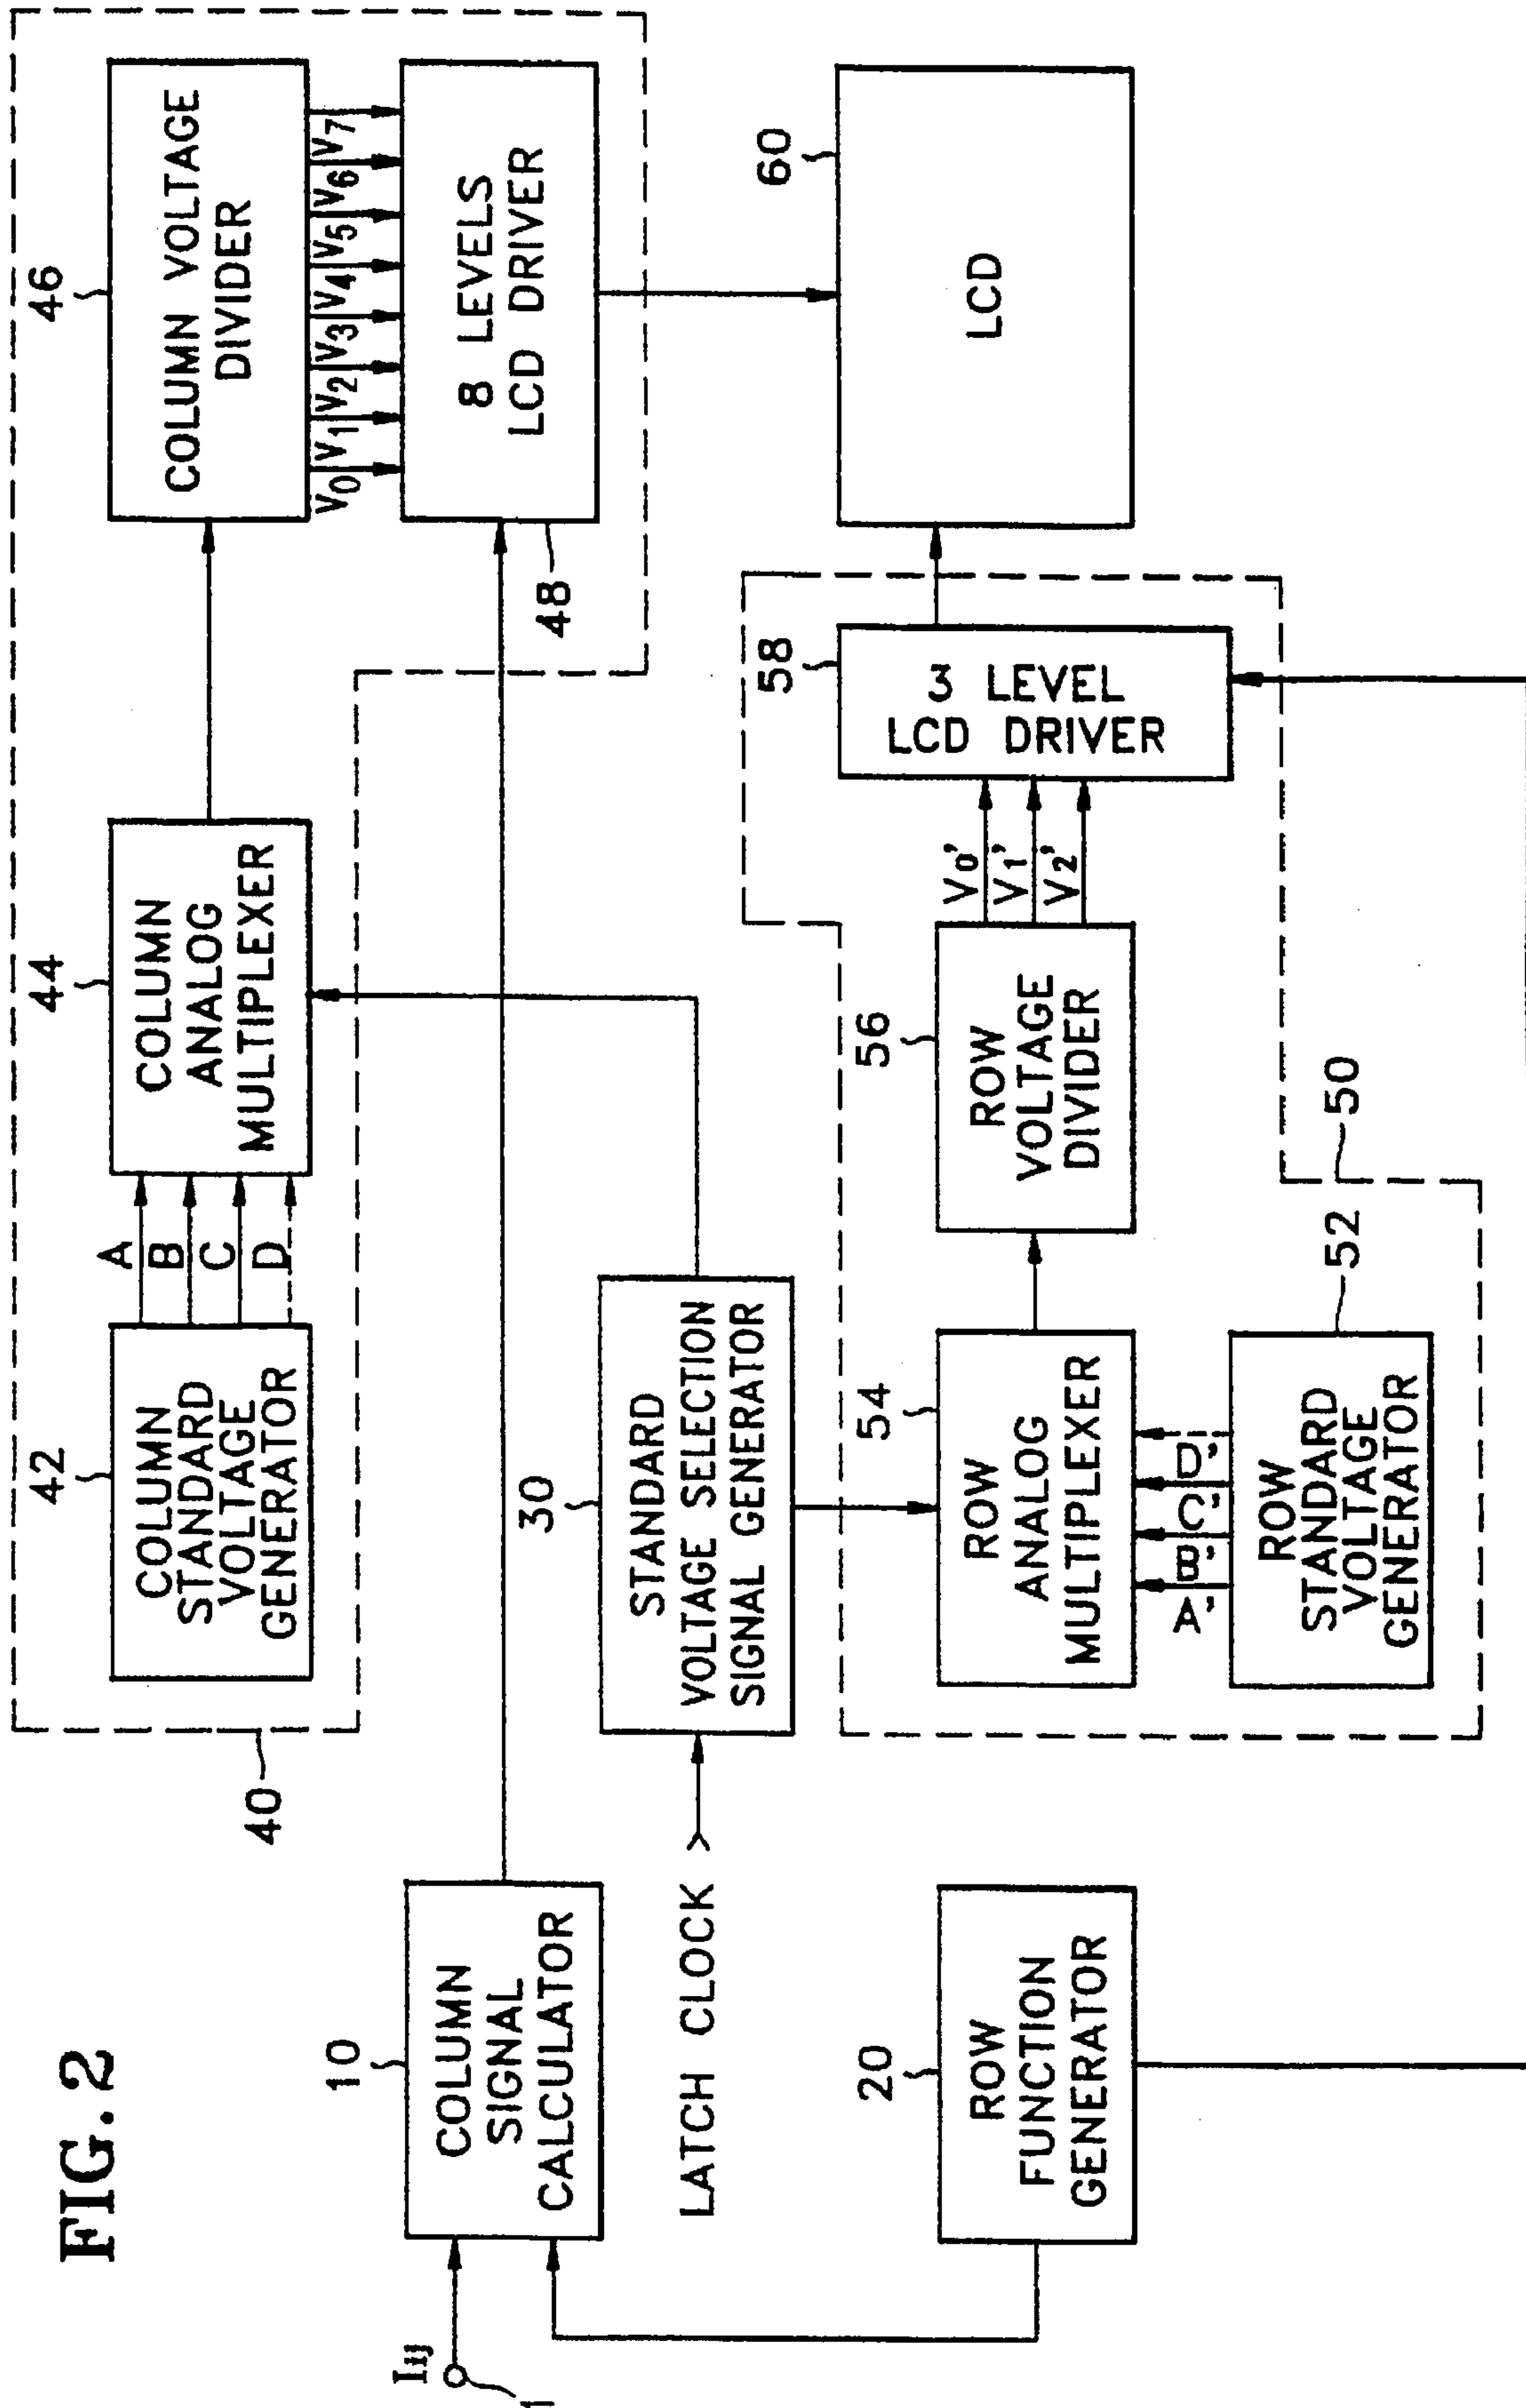 FIG. 2
40
42
COLUMN
STANDARD
VOLTAGE
GENERATOR
A
B
C
D
44
COLUMN
ANALOG
MULTIPLEXER
46
COLUMN VOLTAGE
DIVIDER
V0 V1 V2 V3 V4 V5 V6 V7
8 LEVELS
LCD DRIVER
48
Iij
1
10
COLUMN
SIGNAL
CALCULATOR
LATCH CLOCK
30
STANDARD
VOLTAGE SELECTION
SIGNAL GENERATOR
60
LCD
20
ROW
FUNCTION
GENERATOR
54
ROW
ANALOG
MULTIPLEXER
A' B' C' D'
ROW
STANDARD
VOLTAGE
GENERATOR
52
50
56
ROW
VOLTAGE
DIVIDER
V0'
V1'
V2'
58
3 LEVEL
LCD DRIVER